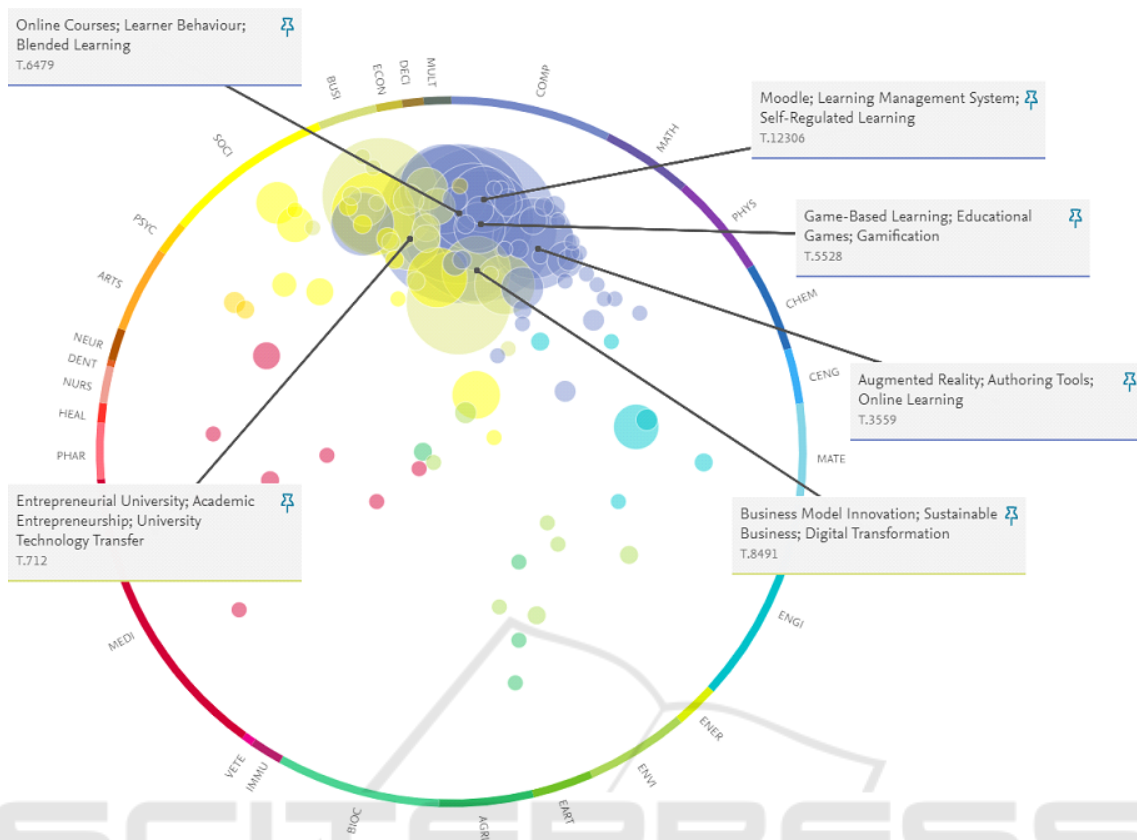 Online Courses; Learner Behaviour;
Blended Learning
T.6479
MULT
DECI
ECON
BUSI
COMP
SOCI
MATH
Moodle; Learning Management System;
Self-Regulated Learning
T.12306
PSYC
PHYS
Game-Based Learning; Educational
Games; Gamification
T.5528
ARTS
CHEM
NEUR
DENT
NURS
HEAL
PHAR
CENG
Augmented Reality; Authoring Tools;
Online Learning
T.3559
MATE
Entrepreneurial University; Academic
Entrepreneurship; University
Technology Transfer
T.712
Business Model Innovation; Sustainable
Business; Digital Transformation
T.8491
MEDI
ENGI
ENER
VETE
IMMU
ENVI
BIOC
AGRI
EART
SCITEPRESS